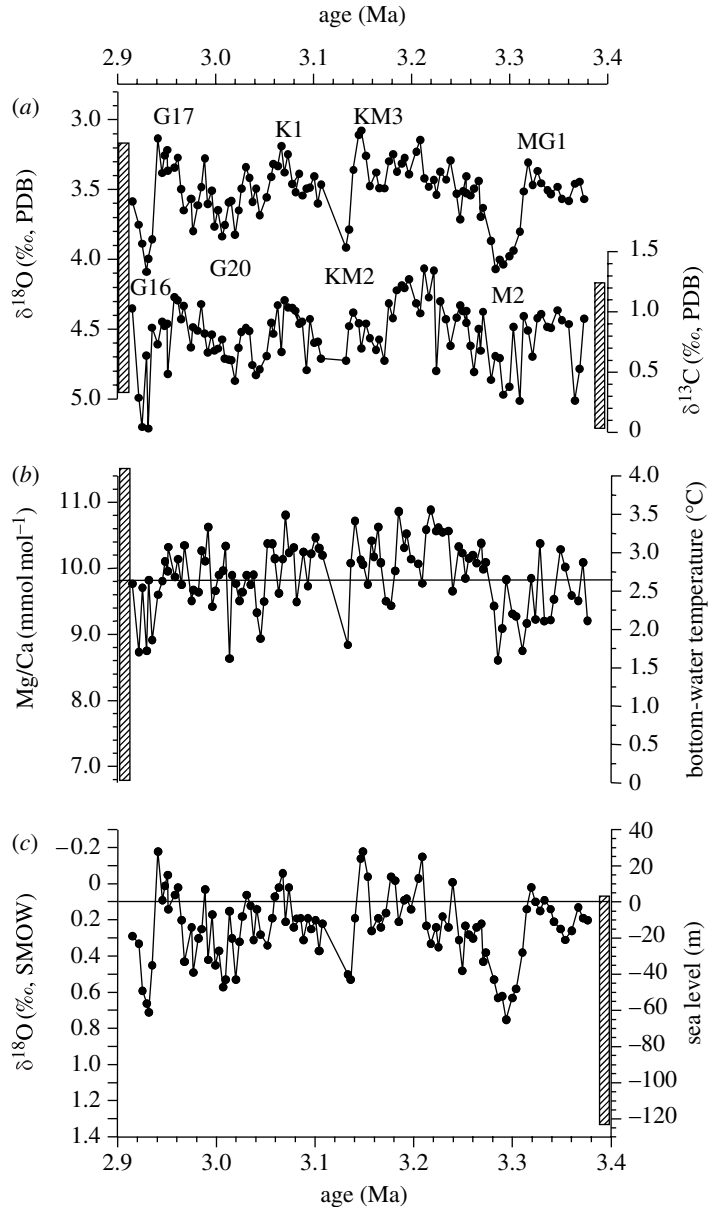 age (Ma)
2.9 3.0 3.1 3.2 3.3 3.4
(a)
3.0
3.5
4.0
4.5
5.0
δ18O (‰, PDB)
G17
K1
KM3
MG1
G16
G20
KM2
M2
1.5
1.0
0.5
0
δ13C (‰, PDB)
(b)
11.0
10.0
9.0
8.0
7.0
Mg/Ca (mmol mol−1)
4.0
3.5
3.0
2.5
2.0
1.5
1.0
0.5
0
bottom-water temperature (°C)
(c)
−0.2
0
0.2
0.4
0.6
0.8
1.0
1.2
1.4
δ18O (‰, SMOW)
40
20
0
−20
−40
−60
−80
−100
−120
sea level (m)
2.9 3.0 3.1 3.2 3.3 3.4
age (Ma)